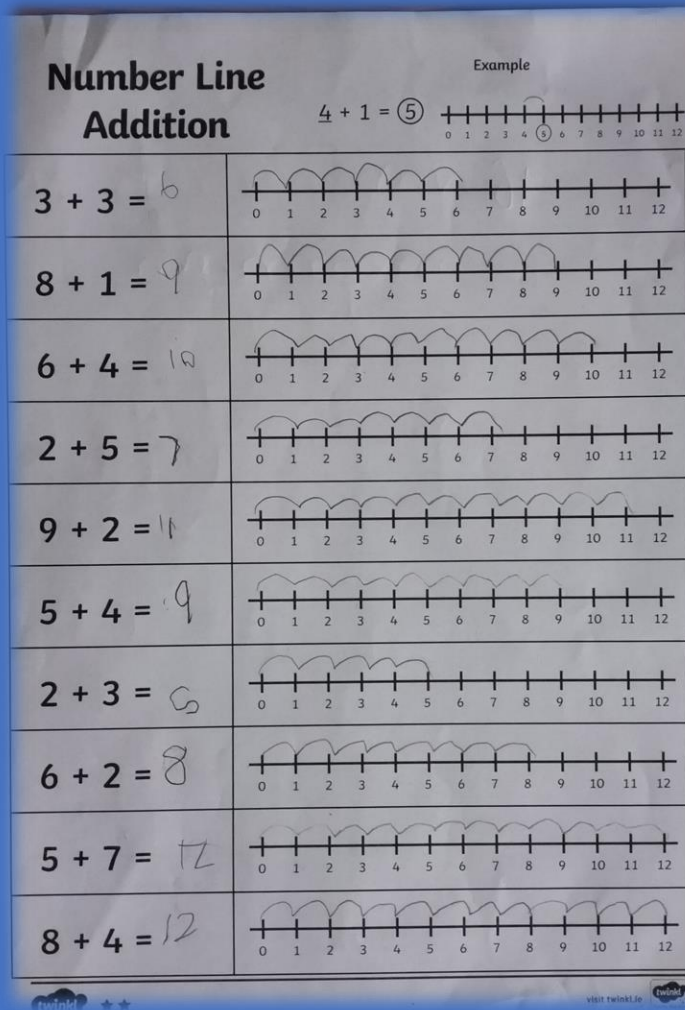 Number Line
Addition
Example
4 + 1 = 5
0 1 2 3 4 5 6 7 8 9 10 11 12
3 + 3 = 6
0 1 2 3 4 5 6 7 8 9 10 11 12
8 + 1 = 9
0 1 2 3 4 5 6 7 8 9 10 11 12
6 + 4 = 10
0 1 2 3 4 5 6 7 8 9 10 11 12
2 + 5 = 7
0 1 2 3 4 5 6 7 8 9 10 11 12
9 + 2 = 11
0 1 2 3 4 5 6 7 8 9 10 11 12
5 + 4 = 9
0 1 2 3 4 5 6 7 8 9 10 11 12
2 + 3 = 5
0 1 2 3 4 5 6 7 8 9 10 11 12
6 + 2 = 8
0 1 2 3 4 5 6 7 8 9 10 11 12
5 + 7 = 12
0 1 2 3 4 5 6 7 8 9 10 11 12
8 + 4 = 12
0 1 2 3 4 5 6 7 8 9 10 11 12
twinkl visit twinkl.ie twinkl